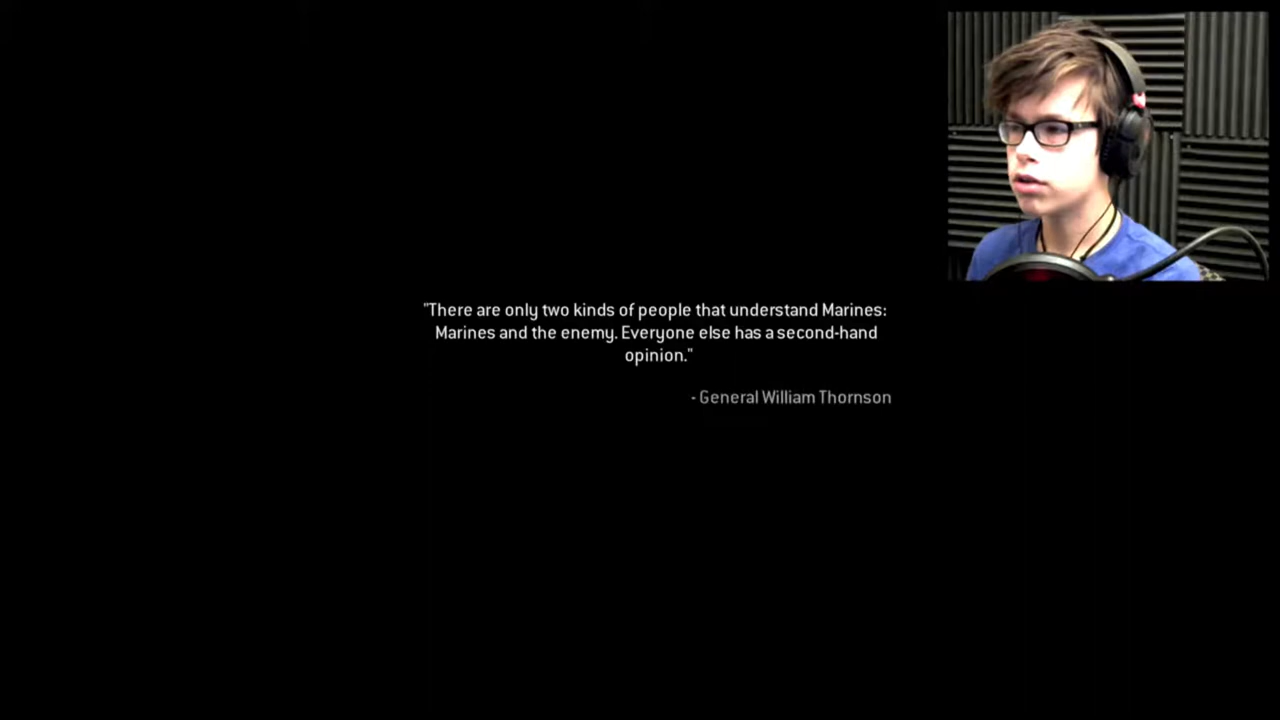 "There are only two kinds of people that understand Marines:
Marines and the enemy. Everyone else has a second-hand
opinion."
- General William Thornson